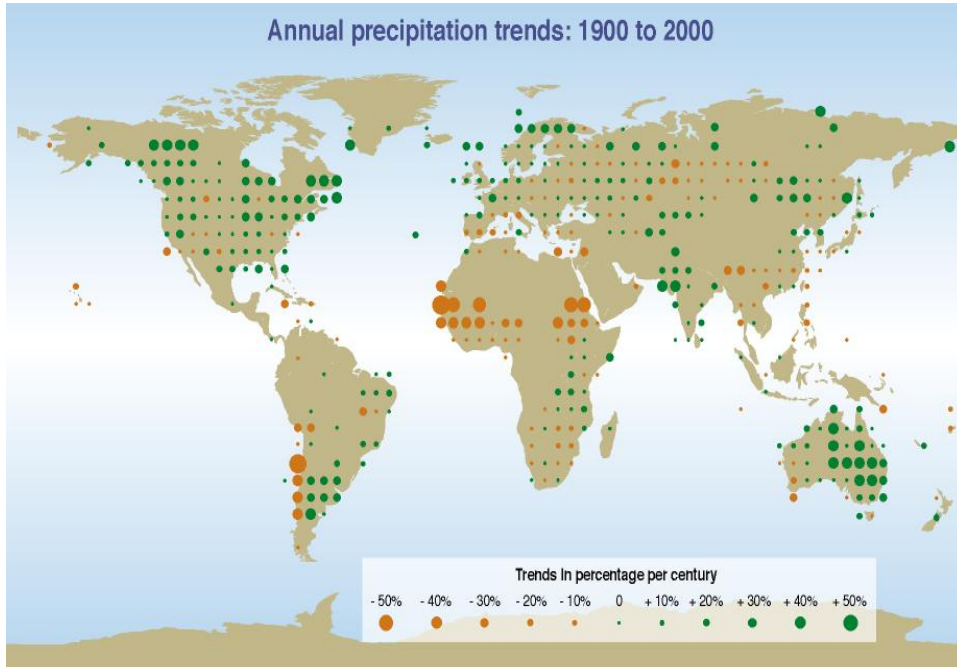 Annual precipitation trends: 1900 to 2000
Trends in percentage per century
- 50% - 40% - 30% - 20% - 10% 0 + 10% + 20% + 30% + 40% + 50%